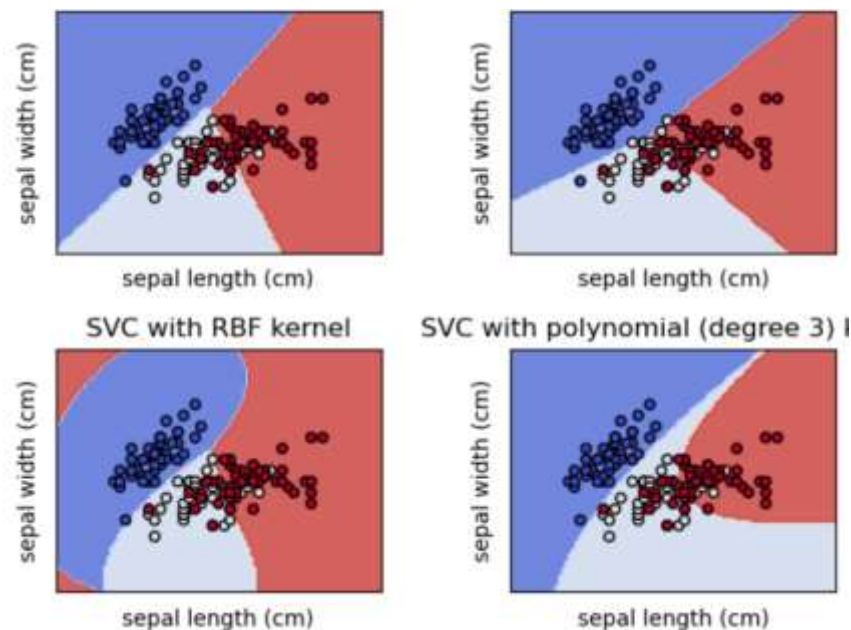 sepal width (cm)
sepal length (cm)
sepal width (cm)
sepal length (cm)
SVC with RBF kernel
SVC with polynomial (degree 3)
sepal width (cm)
sepal length (cm)
sepal width (cm)
sepal length (cm)